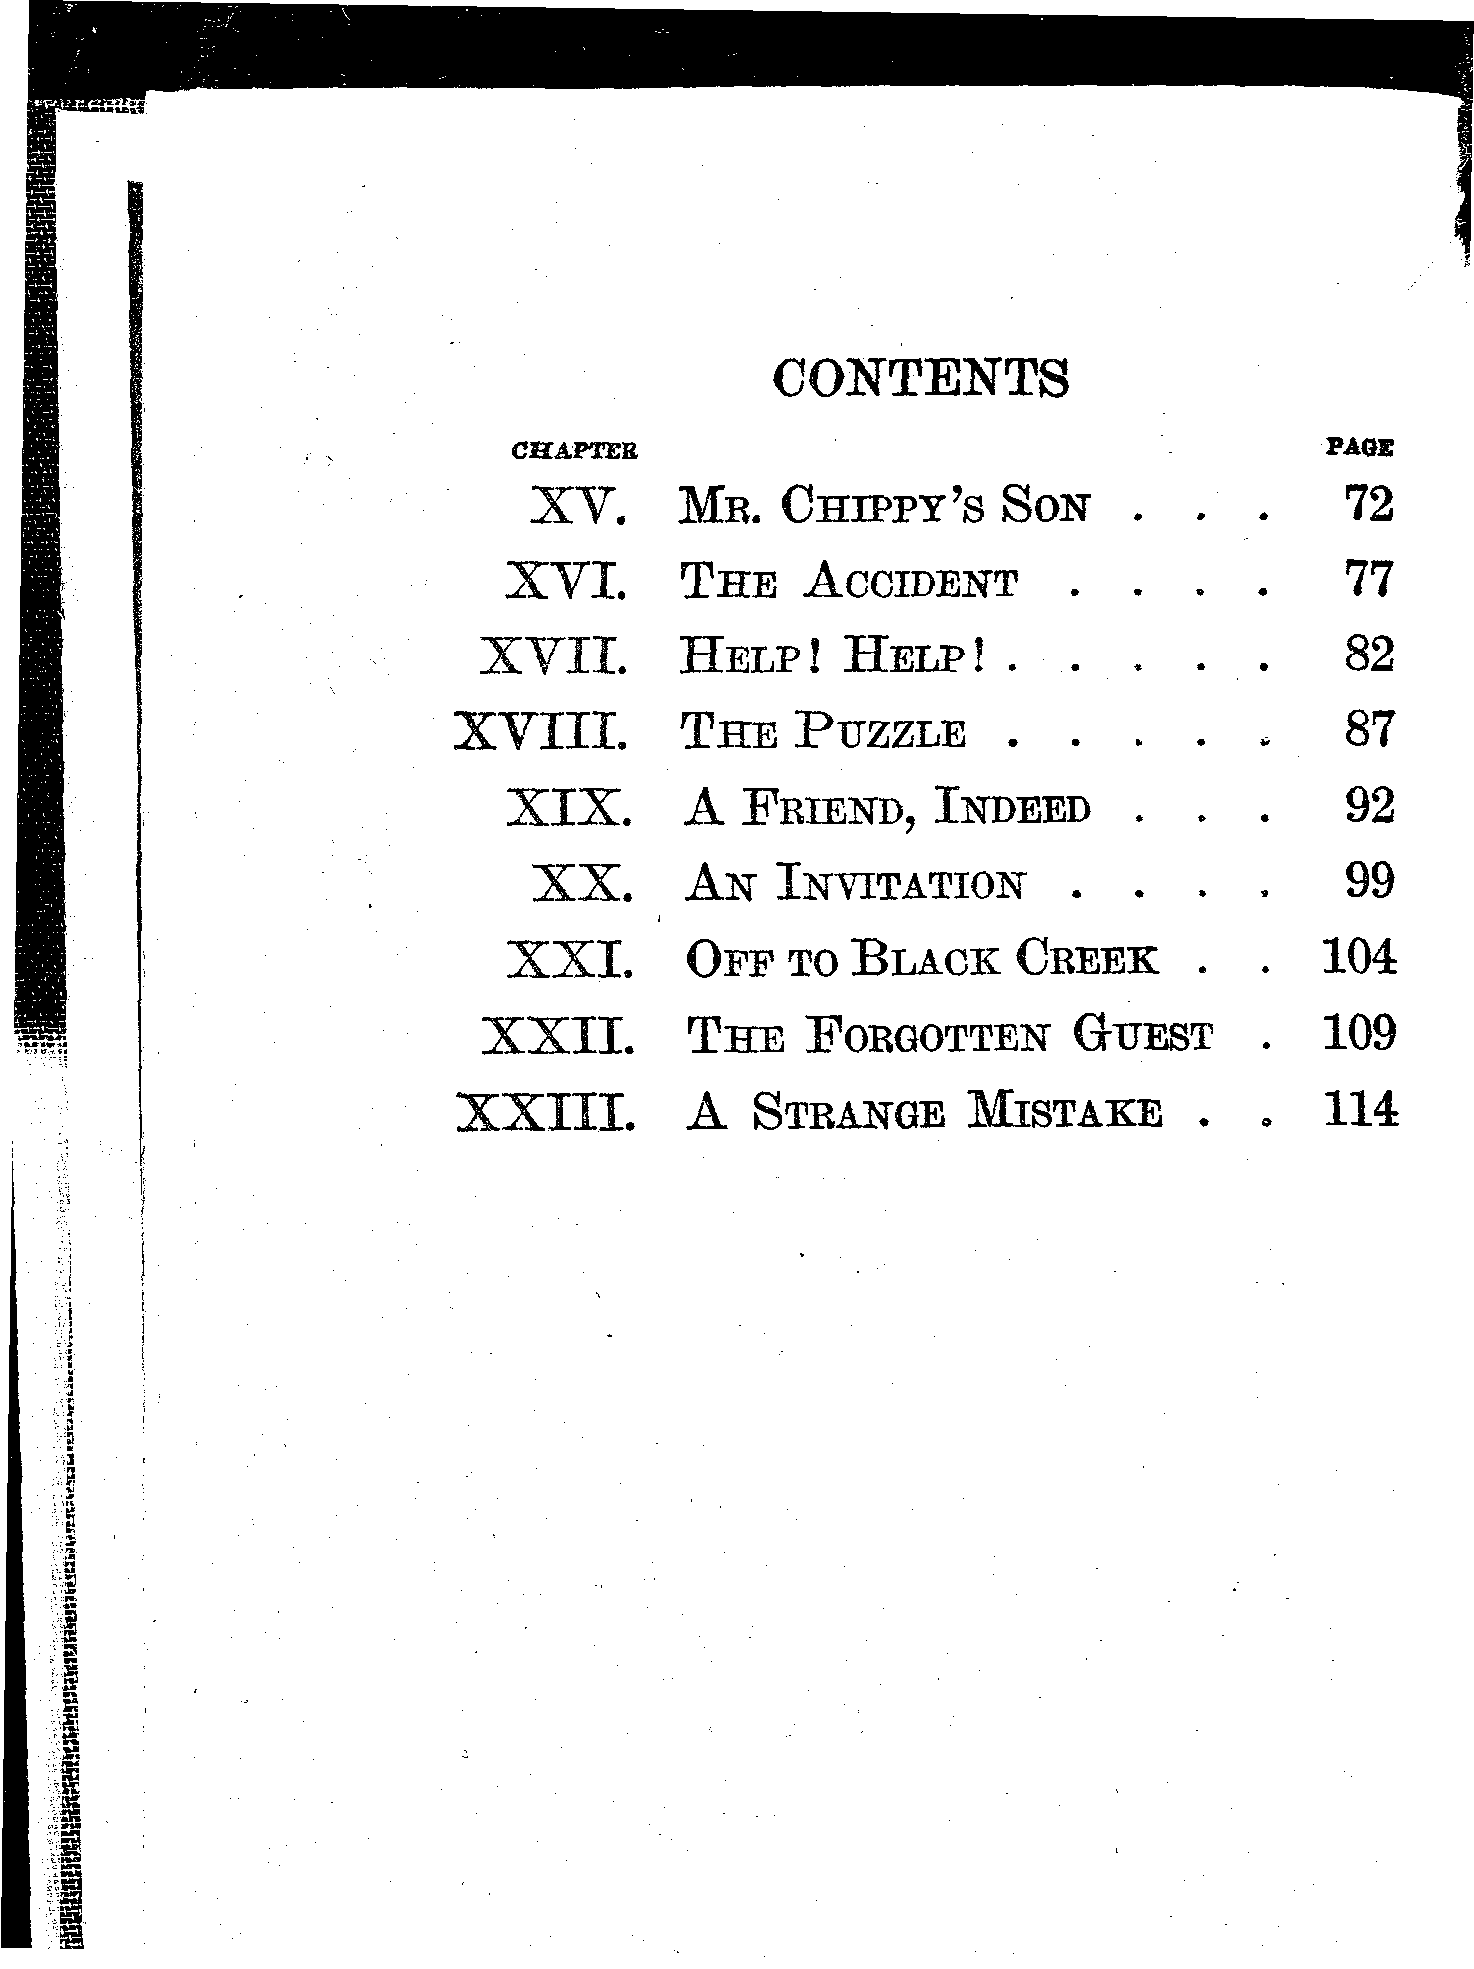 CONTENTS
CHAPTER PAGE
XV. MR. CHIPPY'S SON . . . 72
XVI. THE ACCIDENT . . . . 77
XVII. HELP! HELP! . . . . . 82
XVIII. THE PUZZLE . . . . . 87
XIX. A FRIEND, INDEED . . . 92
XX. AN INVITATION . . . . 99
XXI. OFF TO BLACK CREEK . . 104
XXII. THE FORGOTTEN GUEST . 109
XXIII. A STRANGE MISTAKE . . 114